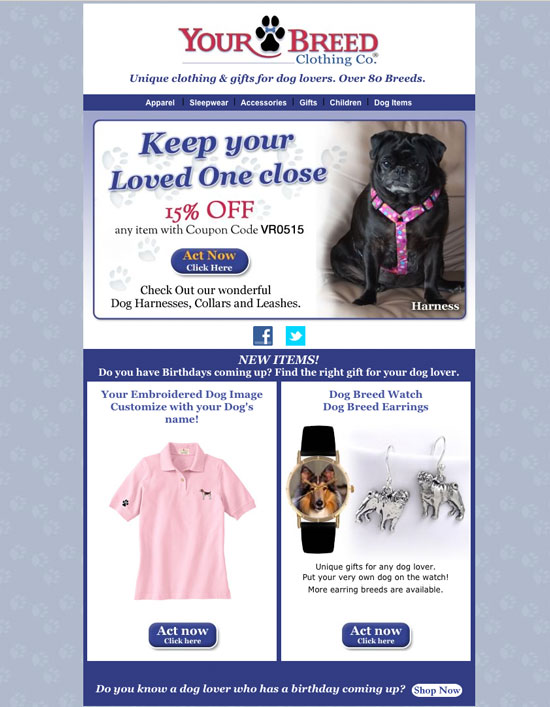 YOUR BREED
Clothing Co.®
Unique clothing & gifts for dog lovers. Over 80 Breeds.
Apparel | Sleepwear | Accessories | Gifts | Children | Dog Items
Keep your
Loved One close
15% OFF
any item with Coupon Code VR0515
Act Now
Click Here
Check Out our wonderful
Dog Harnesses, Collars and Leashes.
Harness
NEW ITEMS!
Do you have Birthdays coming up? Find the right gift for your dog lover.
Your Embroidered Dog Image
Customize with your Dog's
name!
Act now
Click here
Dog Breed Watch
Dog Breed Earrings
Unique gifts for any dog lover.
Put your very own dog on the watch!
More earring breeds are available.
Act now
Click here
Do you know a dog lover who has a birthday coming up? Shop Now